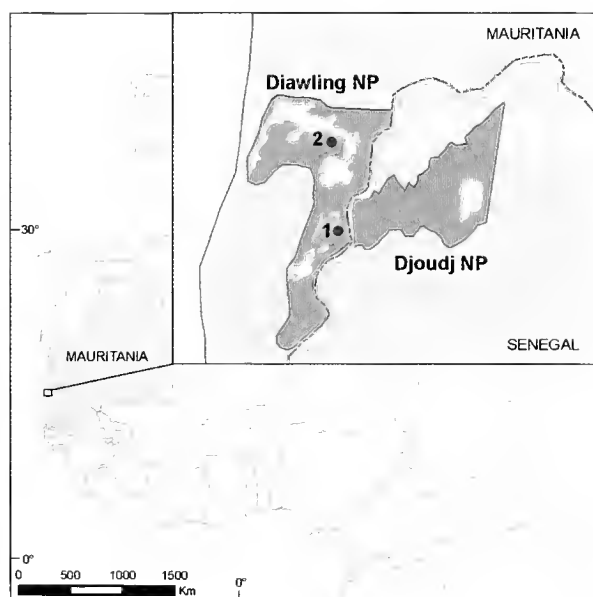 MAURITANIA
Diawling NP
2
30°
1
Djoudj NP
MAURITANIA
SENEGAL
0°
0 500 1000 1500
Km
0°